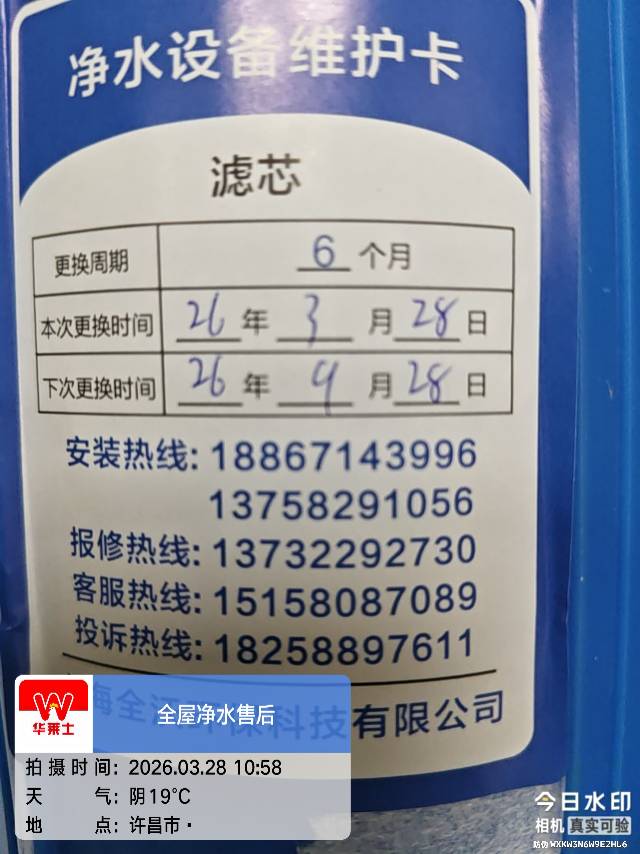 净水设备维护卡
滤芯
更换周期 6 个月
本次更换时间 26 年 3 月 28 日
下次更换时间 26 年 9 月 28 日
安装热线: 18867143996
13758291056
报修热线: 13732292730
客服热线: 15158087089
投诉热线: 18258897611
有限公司
华莱士
全屋净水售后
拍摄时间: 2026.03.28 10:58
天气: 阴19℃
地点: 许昌市·
今日水印
相机 真实可验
防伪 WXKW3N6W9E2HL6